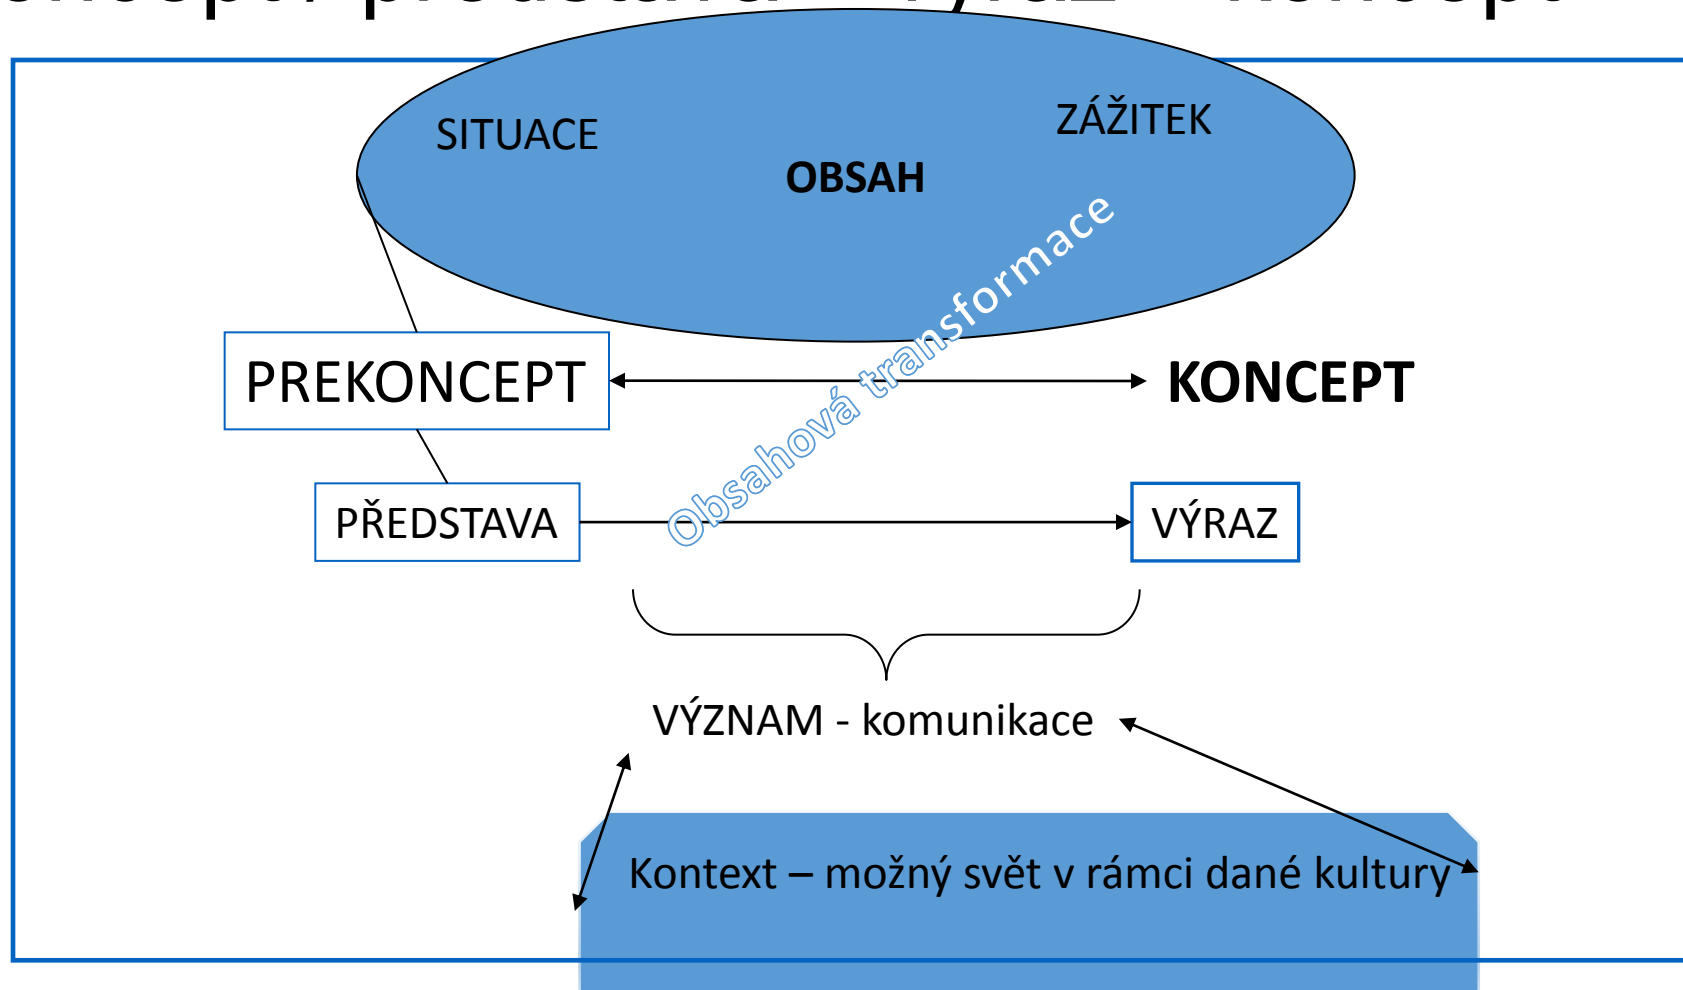 SITUACE
ZÁŽITEK
OBSAH
Obsahová transformace
PREKONCEPT
KONCEPT
PŘEDSTAVA
VÝRAZ
VÝZNAM - komunikace
Kontext – možný svět v rámci dané kultury